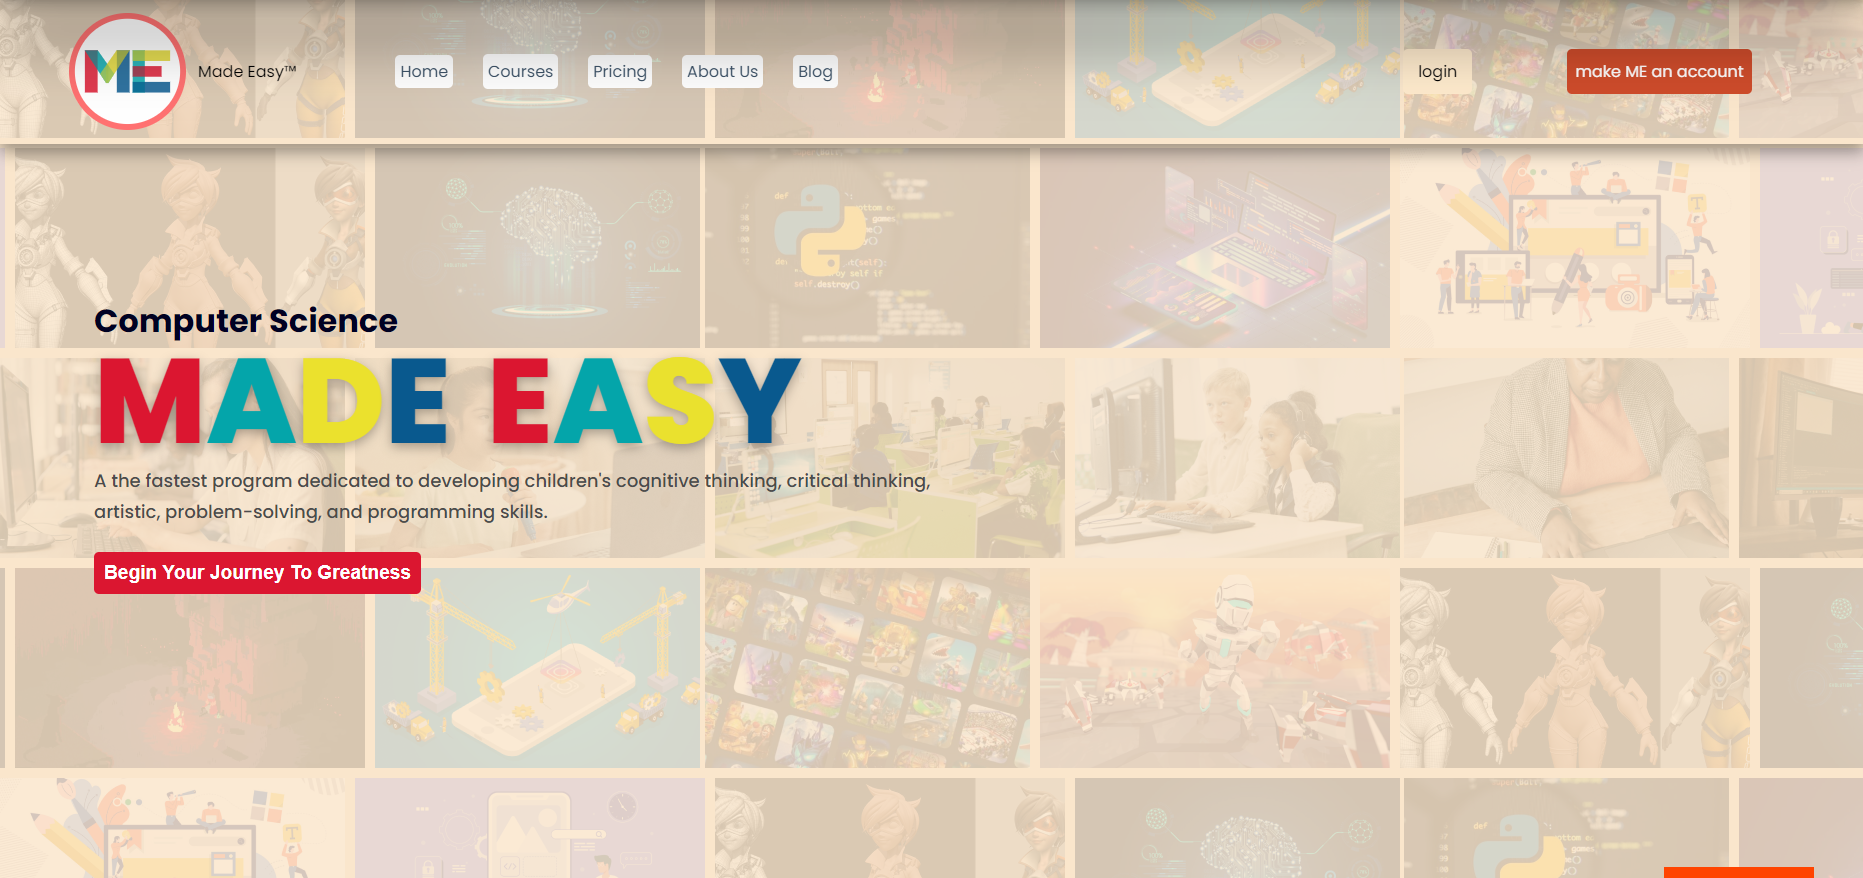 ME
Made Easy™
Home
Courses
Pricing
About Us
Blog
login
make ME an account
Computer Science
MADE EASY
A the fastest program dedicated to developing children's cognitive thinking, critical thinking,
artistic, problem-solving, and programming skills.
Begin Your Journey To Greatness